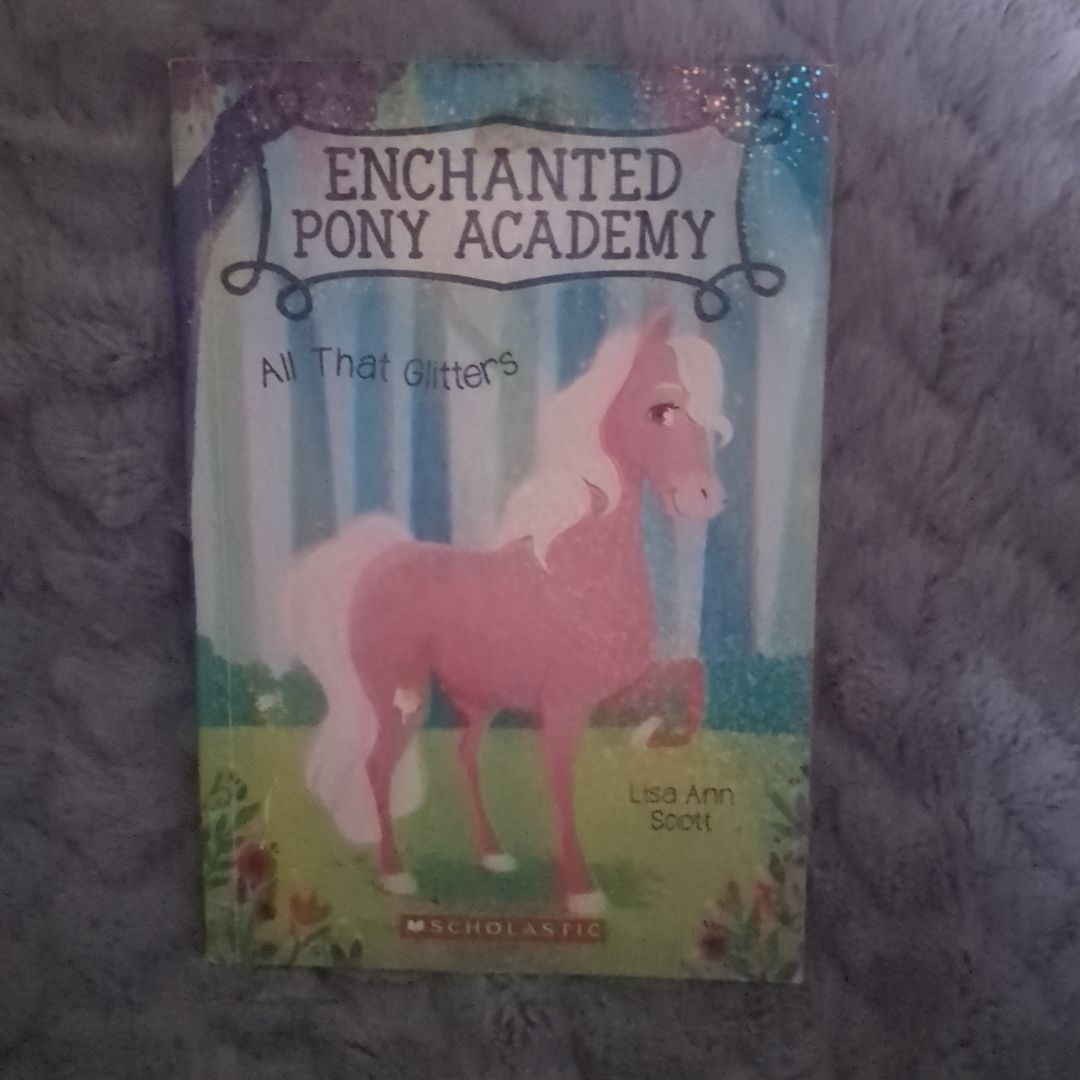 ENCHANTED
PONY ACADEMY
All That Glitters
Lisa Ann
Scott
SCHOLASTIC